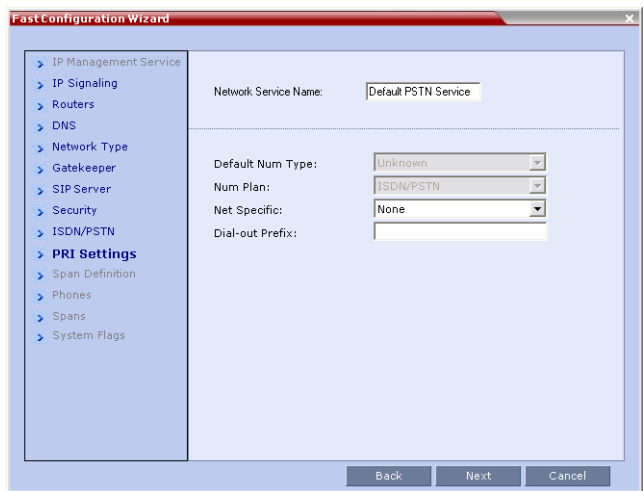 Fast Configuration Wizard
IP Management Service
IP Signaling
Routers
DNS
Network Type
Gatekeeper
SIP Server
Security
ISDN/PSTN
PRI Settings
Span Definition
Phones
Spans
System Flags
Network Service Name: Default PSTN Service
Default Num Type: Unknown
Num Plan: ISDN/PSTN
Net Specific: None
Dial-out Prefix:
Back Next Cancel